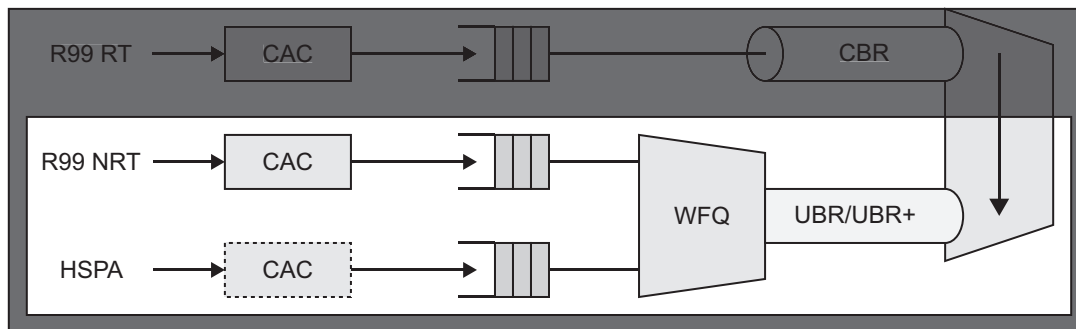 R99 RT
CAC
CBR
R99 NRT
CAC
WFQ
UBR/UBR+
HSPA
CAC